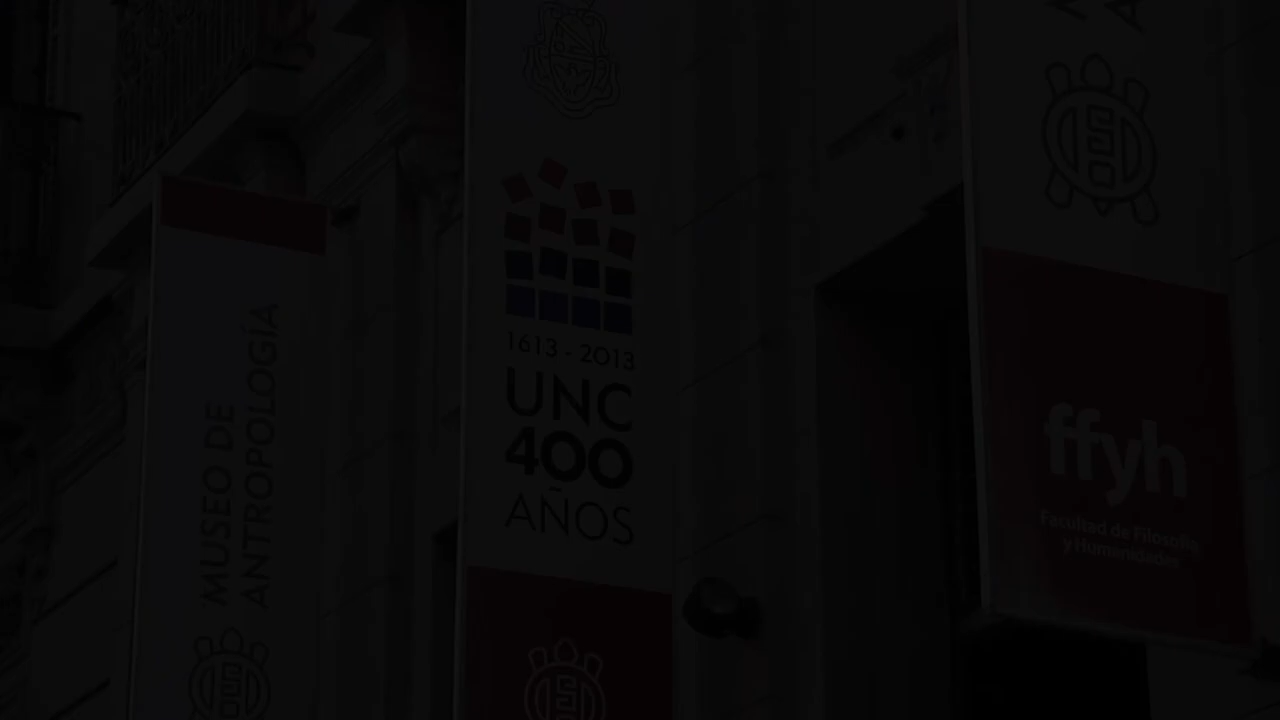 MUSEO DE
ANTROPOLOGÍA
1613 - 2013
UNC
400
AÑOS
ffyh
Facultad de Filosofía
y Humanidades